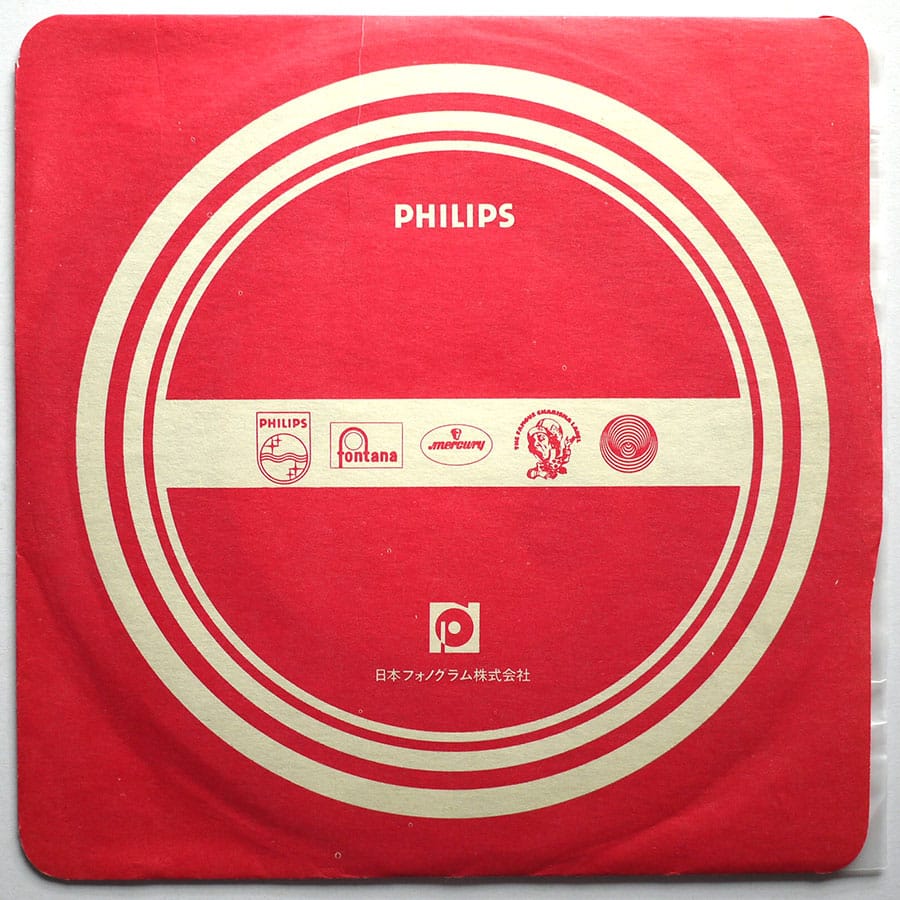 PHILIPS
PHILIPS
fontana
mercury
THE FAMOUS CHARISMA LABEL
日本フォノグラム株式会社